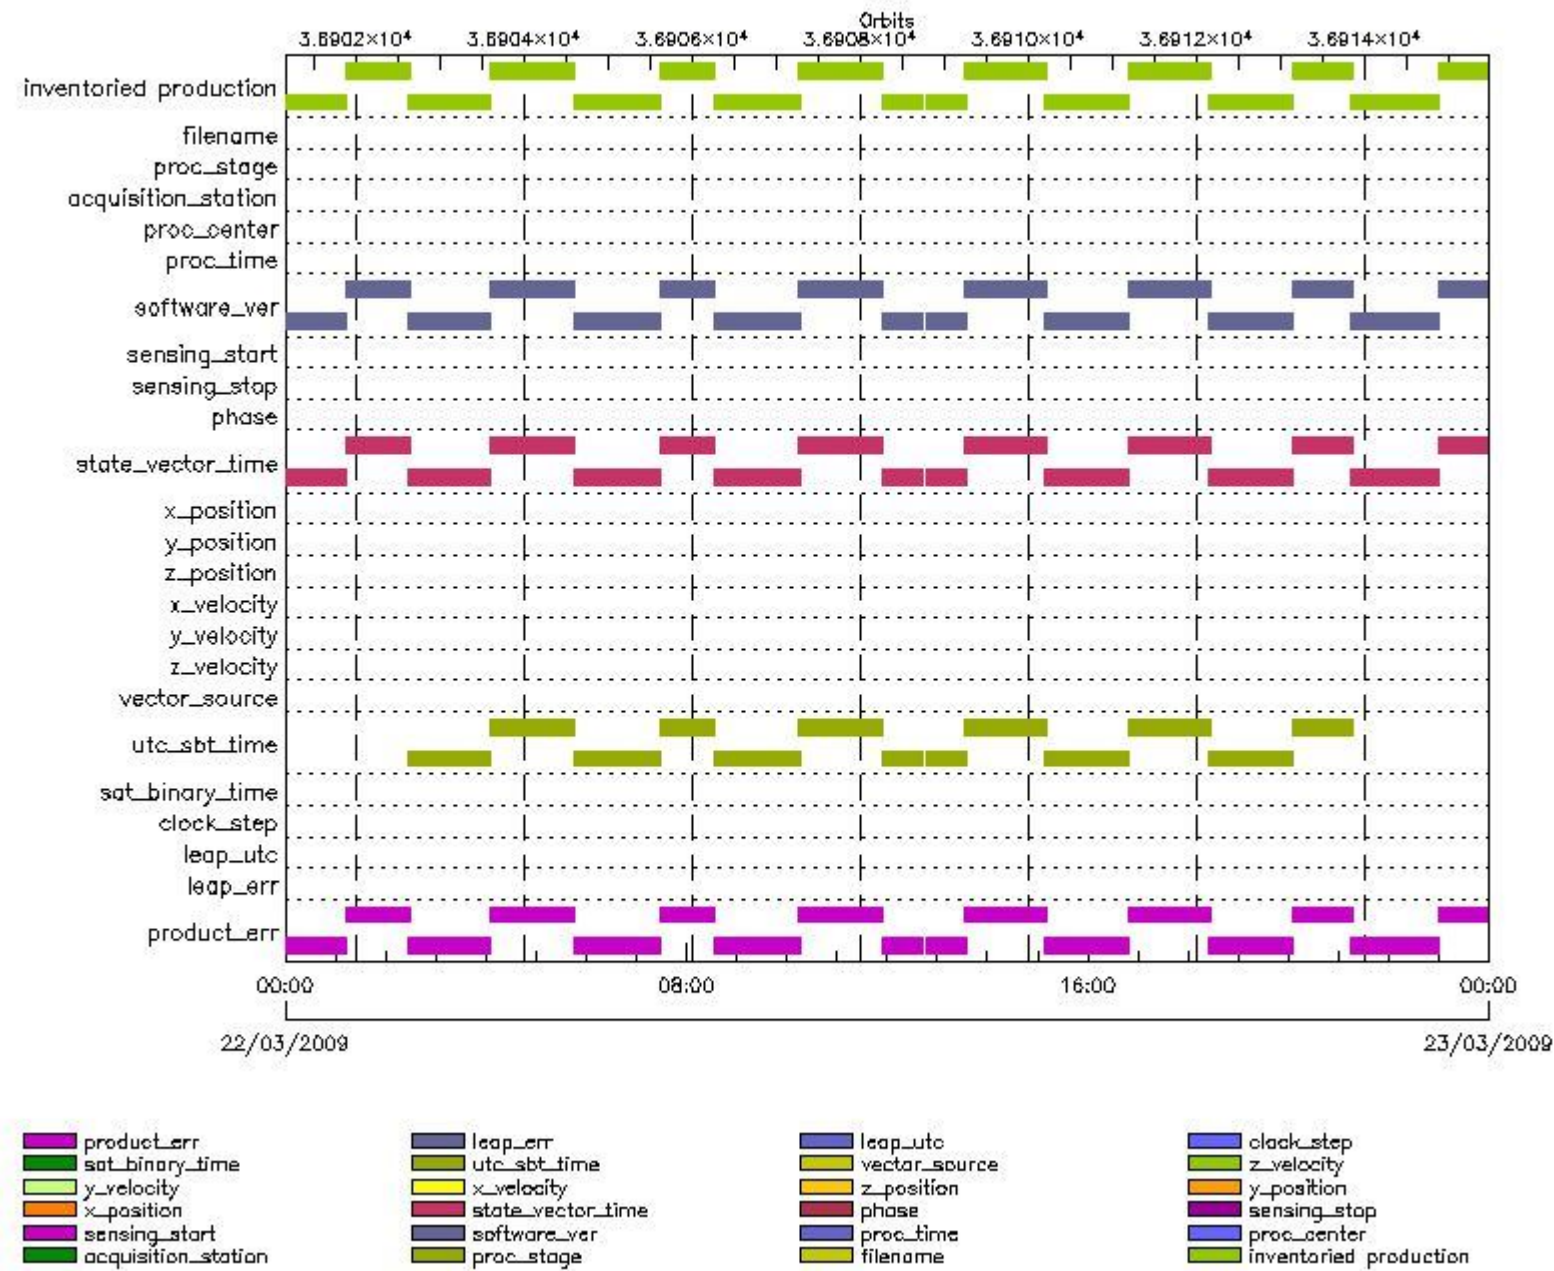 Orbits
3.6902×10⁴ 3.6904×10⁴ 3.6906×10⁴ 3.6908×10⁴ 3.6910×10⁴ 3.6912×10⁴ 3.6914×10⁴
inventoried production
filename
proc_stage
acquisition_station
proc_center
proc_time
software_ver
sensing_start
sensing_stop
phase
state_vector_time
x_position
y_position
z_position
x_velocity
y_velocity
z_velocity
vector_source
utc_sbt_time
sat_binary_time
clock_step
leap_utc
leap_err
product_err
00:00 08:00 16:00 00:00
22/03/2009 23/03/2009
product_err leap_err leap_utc clock_step
sat_binary_time utc_sbt_time vector_source z_velocity
y_velocity x_velocity z_position y_position
x_position state_vector_time phase sensing_stop
sensing_start software_ver proc_time proc_center
acquisition_station proc_stage filename inventoried production